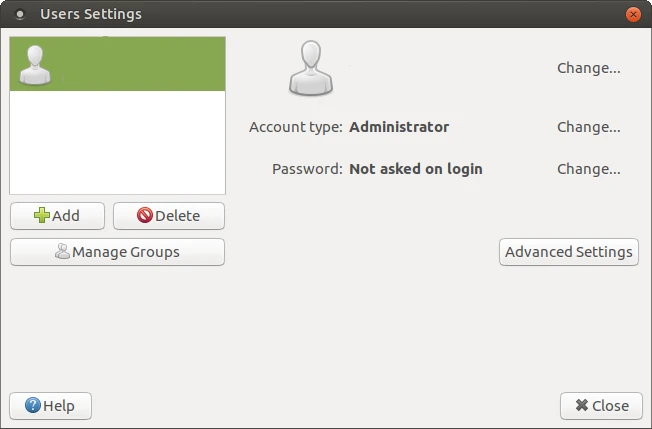 Users Settings
Change...
Account type: Administrator Change...
Password: Not asked on login Change...
Add Delete
Manage Groups Advanced Settings
Help Close